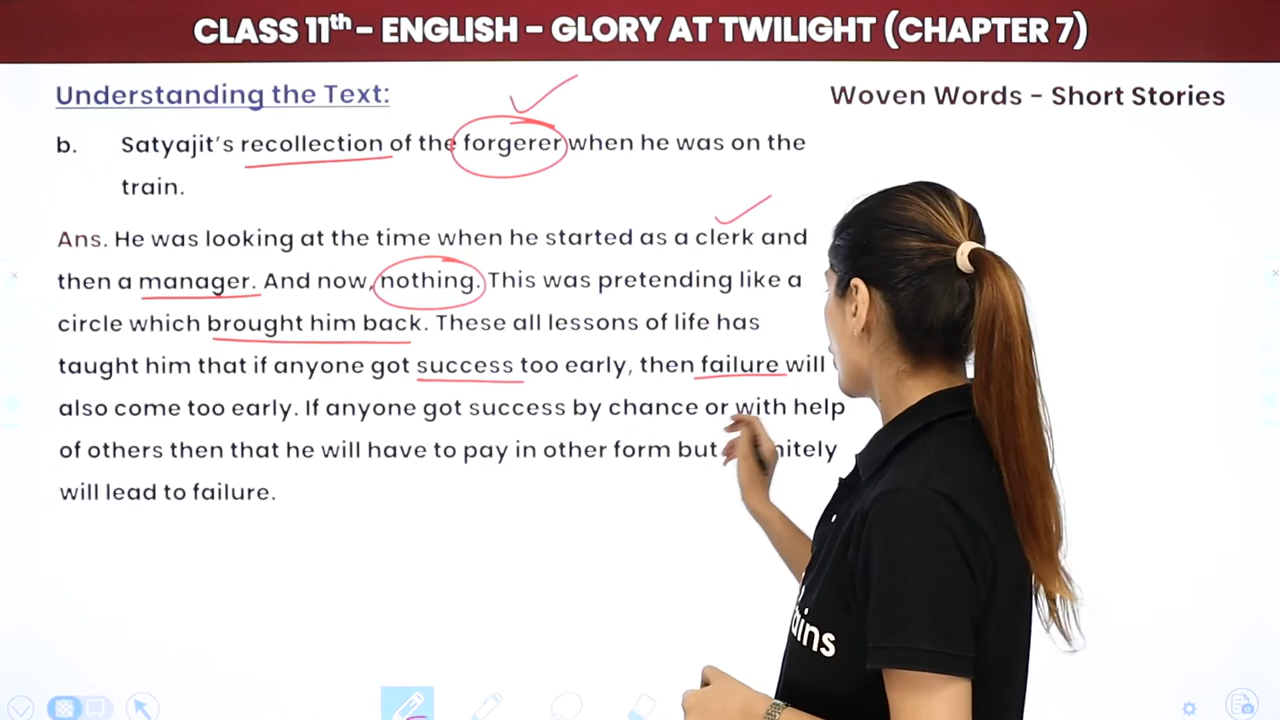 CLASS 11th - ENGLISH - GLORY AT TWILIGHT (CHAPTER 7)
Understanding the Text:
Woven Words - Short Stories
b. Satyajit's recollection of the forgerer when he was on the
train.
Ans. He was looking at the time when he started as a clerk and
then a manager. And now, nothing. This was pretending like a
circle which brought him back. These all lessons of life has
taught him that if anyone got success too early, then failure will
also come too early. If anyone got success by chance or with help
of others then that he will have to pay in other form but
will lead to failure.